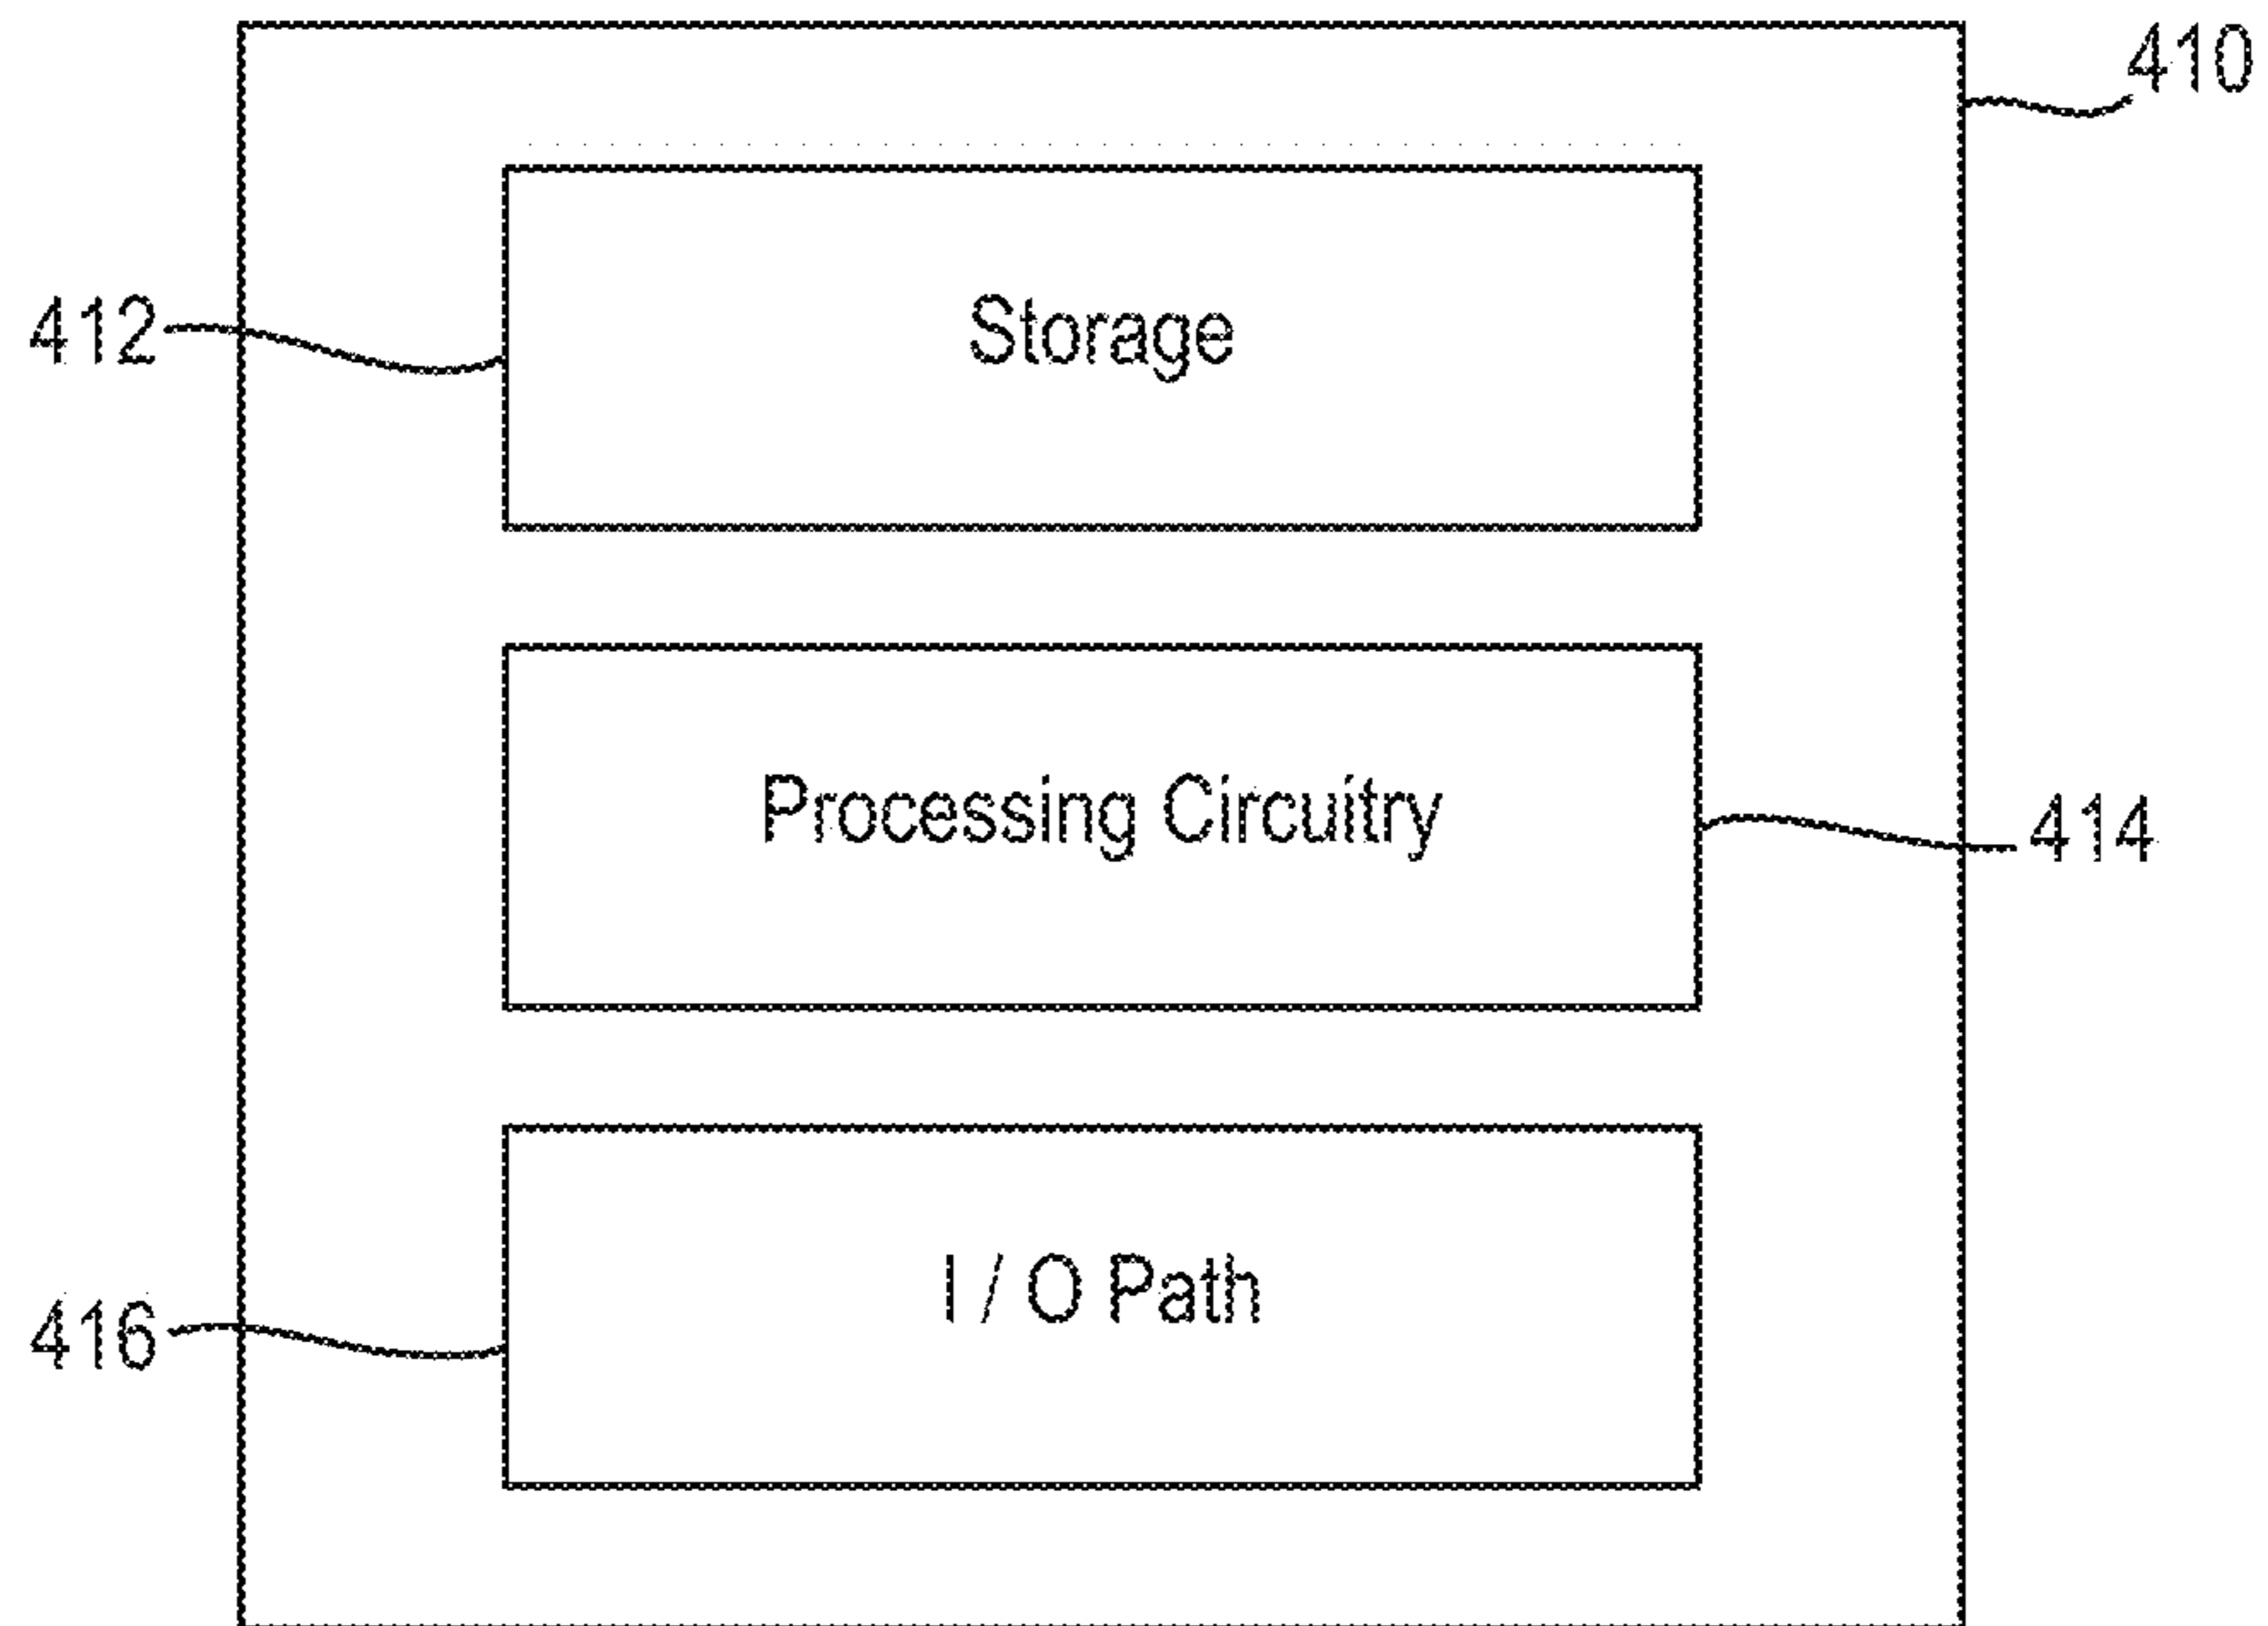 410
412
Storage
Processing Circuitry
414
I / O Path
416